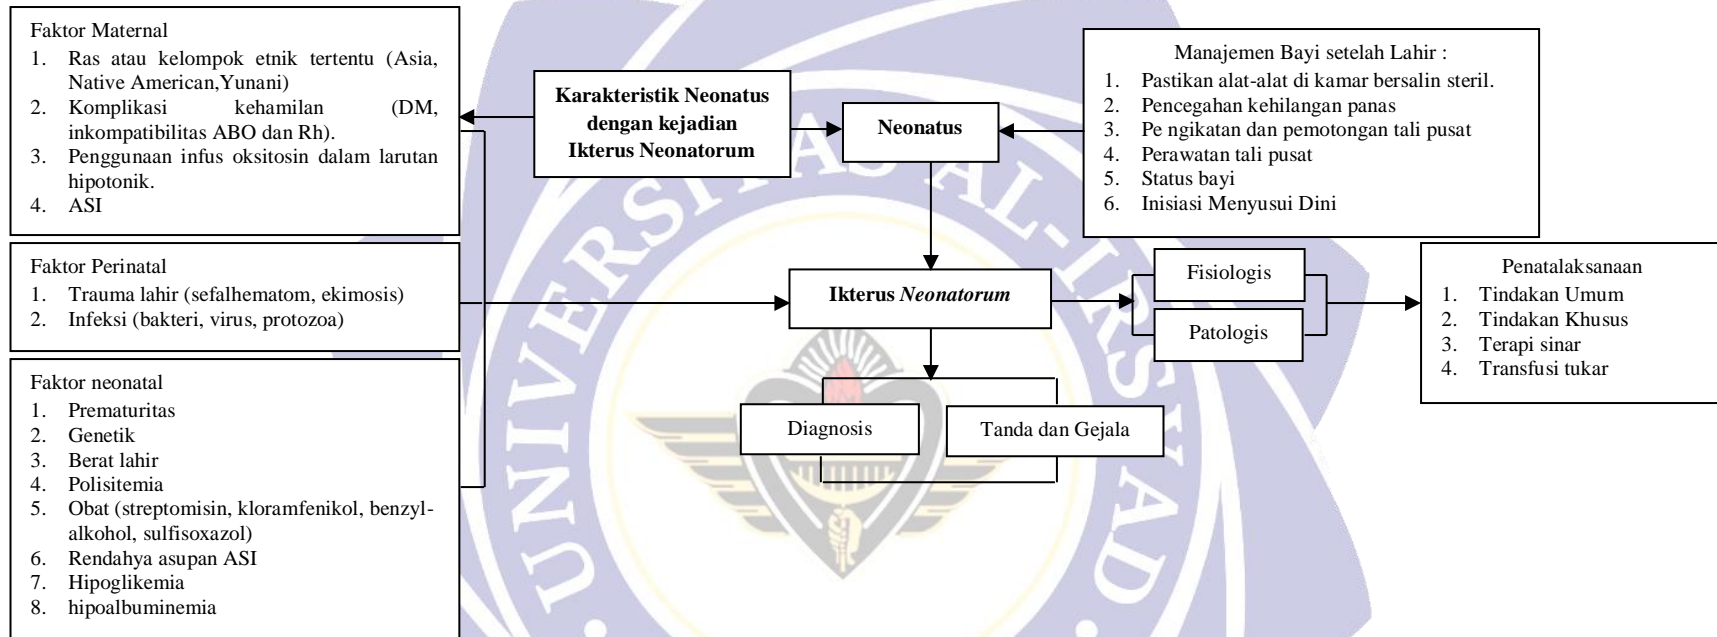 Faktor Maternal
1. Ras atau kelompok etnik tertentu (Asia,
Native American,Yunani)
2. Komplikasi kehamilan (DM,
inkompatibilitas ABO dan Rh).
3. Penggunaan infus oksitosin dalam larutan
hipotonik.
4. ASI
Faktor Perinatal
1. Trauma lahir (sefalhematom, ekimosis)
2. Infeksi (bakteri, virus, protozoa)
Faktor neonatal
1. Prematuritas
2. Genetik
3. Berat lahir
4. Polisitemia
5. Obat (streptomisin, kloramfenikol, benzyl-
alkohol, sulfisoxazol)
6. Rendahya asupan ASI
7. Hipoglikemia
8. hipoalbuminemia
Karakteristik Neonatus
dengan kejadian
Ikterus Neonatorum
Neonatus
Manajemen Bayi setelah Lahir :
1. Pastikan alat-alat di kamar bersalin steril.
2. Pencegahan kehilangan panas
3. Pe ngikatan dan pemotongan tali pusat
4. Perawatan tali pusat
5. Status bayi
6. Inisiasi Menyusui Dini
Ikterus Neonatorum
Fisiologis
Patologis
Penatalaksanaan
1. Tindakan Umum
2. Tindakan Khusus
3. Terapi sinar
4. Transfusi tukar
Diagnosis
Tanda dan Gejala
UNIVERSITAS AL-IRSYAD